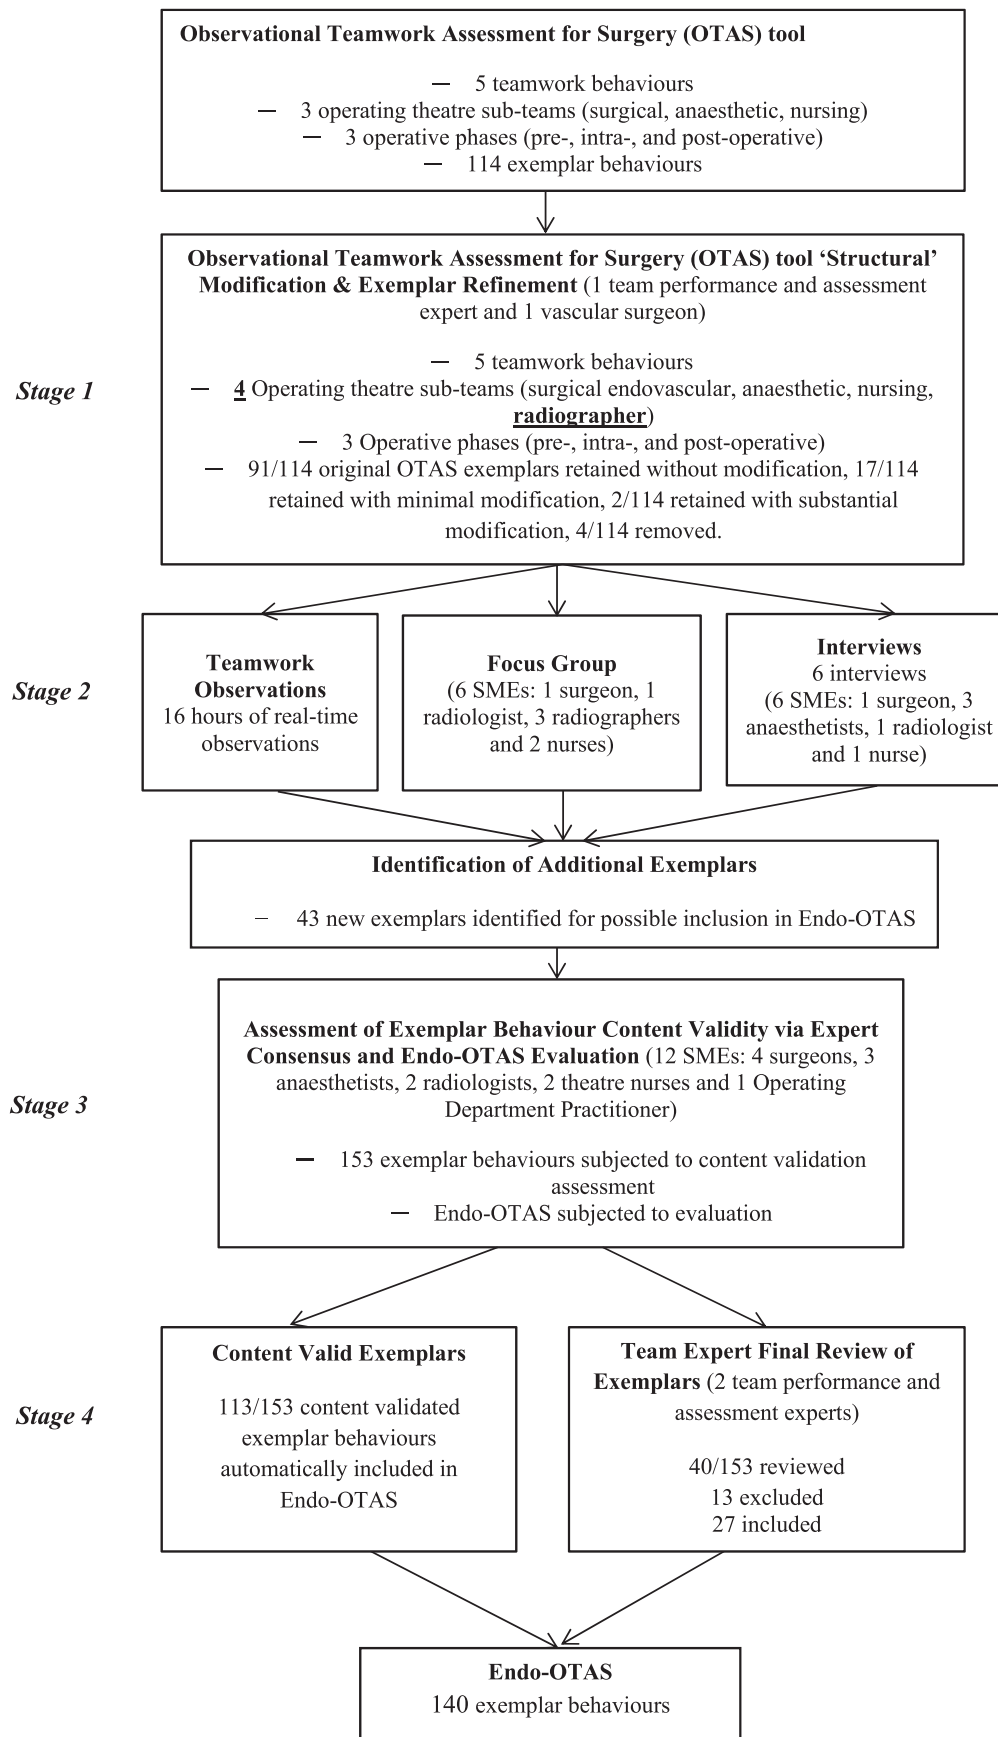 Observational Teamwork Assessment for Surgery (OTAS) tool
— 5 teamwork behaviours
— 3 operating theatre sub-teams (surgical, anaesthetic, nursing)
— 3 operative phases (pre-, intra-, and post-operative)
— 114 exemplar behaviours
Stage 1
Observational Teamwork Assessment for Surgery (OTAS) tool ‘Structural’
Modification & Exemplar Refinement (1 team performance and assessment
expert and 1 vascular surgeon)
— 5 teamwork behaviours
— 4 Operating theatre sub-teams (surgical endovascular, anaesthetic, nursing,
radiographer)
— 3 Operative phases (pre-, intra-, and post-operative)
— 91/114 original OTAS exemplars retained without modification, 17/114
retained with minimal modification, 2/114 retained with substantial
modification, 4/114 removed.
Stage 2
Teamwork
Observations
16 hours of real-time
observations
Focus Group
(6 SMEs: 1 surgeon, 1
radiologist, 3 radiographers
and 2 nurses)
Interviews
6 interviews
(6 SMEs: 1 surgeon, 3
anaesthetists, 1 radiologist
and 1 nurse)
Identification of Additional Exemplars
– 43 new exemplars identified for possible inclusion in Endo-OTAS
Stage 3
Assessment of Exemplar Behaviour Content Validity via Expert
Consensus and Endo-OTAS Evaluation (12 SMEs: 4 surgeons, 3
anaesthetists, 2 radiologists, 2 theatre nurses and 1 Operating
Department Practitioner)
— 153 exemplar behaviours subjected to content validation
assessment
— Endo-OTAS subjected to evaluation
Stage 4
Content Valid Exemplars
113/153 content validated
exemplar behaviours
automatically included in
Endo-OTAS
Team Expert Final Review of
Exemplars (2 team performance and
assessment experts)
40/153 reviewed
13 excluded
27 included
Endo-OTAS
140 exemplar behaviours